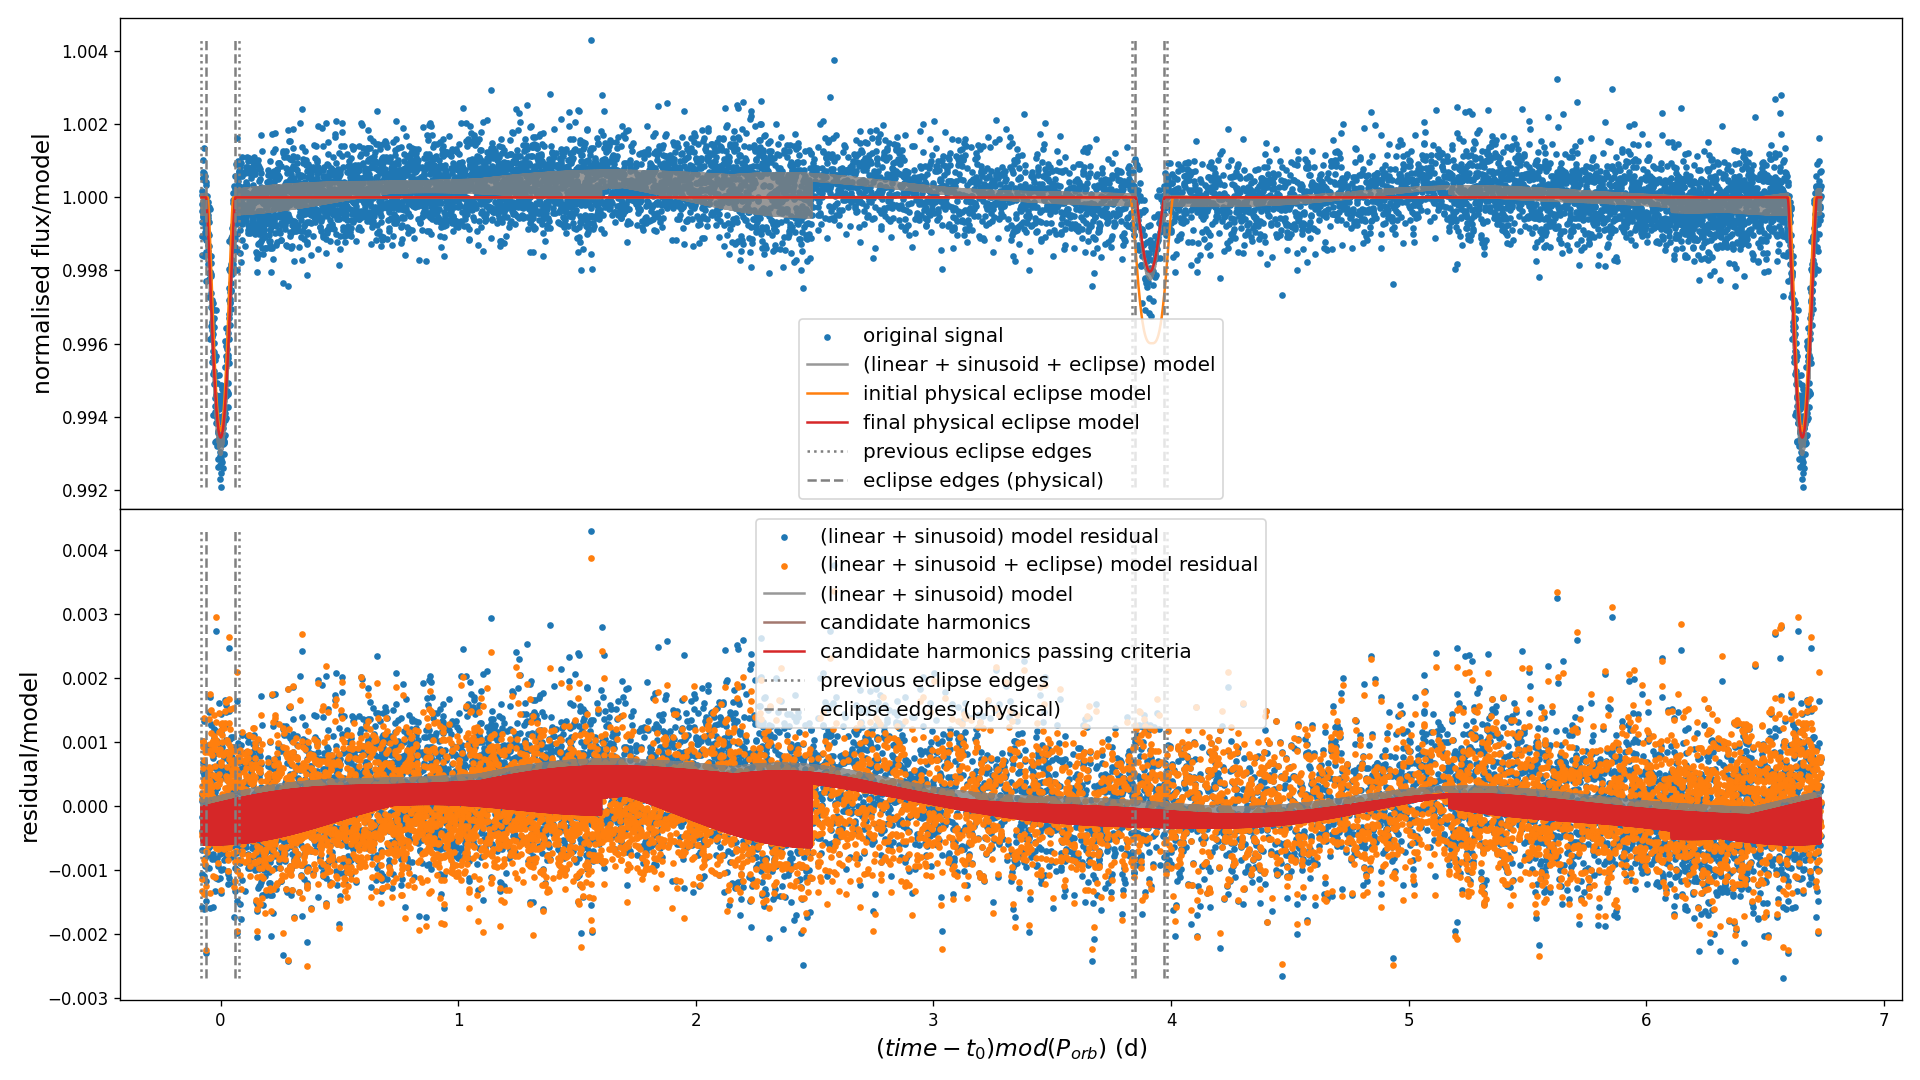 normalised flux/model
1.004
1.002
1.000
0.998
0.996
0.994
0.992
original signal
(linear + sinusoid + eclipse) model
initial physical eclipse model
final physical eclipse model
previous eclipse edges
eclipse edges (physical)
residual/model
0.004
0.003
0.002
0.001
0.000
−0.001
−0.002
−0.003
(linear + sinusoid) model residual
(linear + sinusoid + eclipse) model residual
(linear + sinusoid) model
candidate harmonics
candidate harmonics passing criteria
previous eclipse edges
eclipse edges (physical)
0 1 2 3 4 5 6 7
(time − t₀)mod(P_orb) (d)